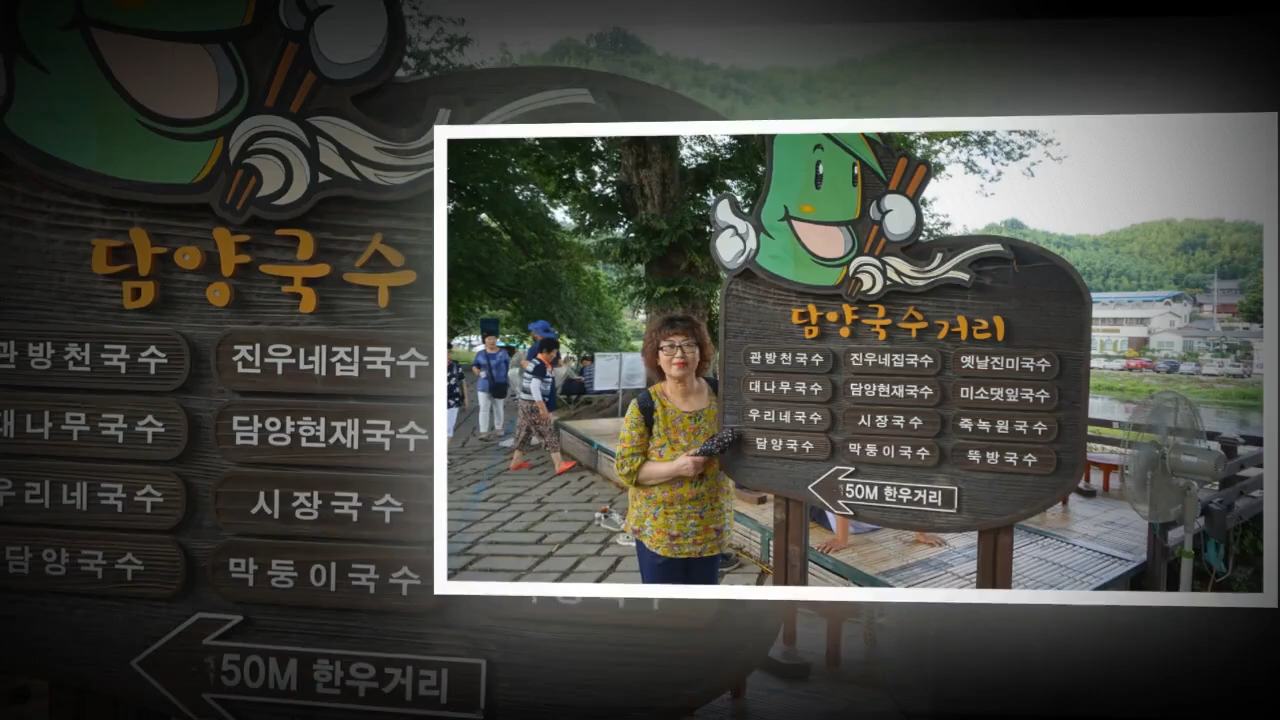 담양국수
관방천국수 진우네집국수
대나무국수 담양현재국수
우리네국수 시장국수
담양국수 막둥이국수
50M 한우거리
담양국수거리
관방천국수 진우네집국수 옛날진미국수
대나무국수 담양현재국수 미소댓잎국수
우리네국수 시장국수 죽녹원국수
담양국수 막둥이국수 뚝방국수
50M 한우거리